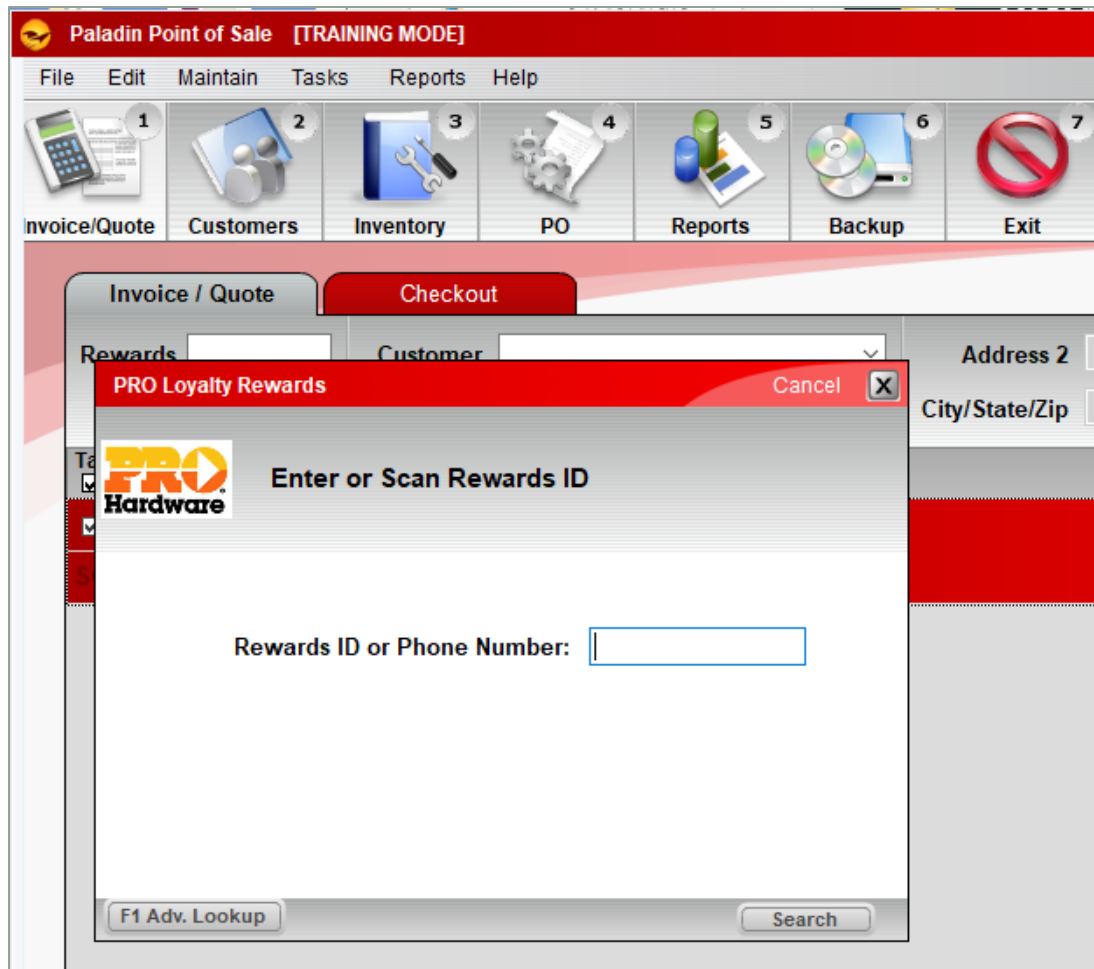 Paladin Point of Sale [TRAINING MODE]
File Edit Maintain Tasks Reports Help
1 2 3 4 5 6 7
nvoice/Quote Customers Inventory PO Reports Backup Exit
Invoice / Quote Checkout
Rewards Customer Address 2
PRO Loyalty Rewards Cancel X
City/State/Zip
PRO
Hardware
Enter or Scan Rewards ID
Rewards ID or Phone Number:
F1 Adv. Lookup Search